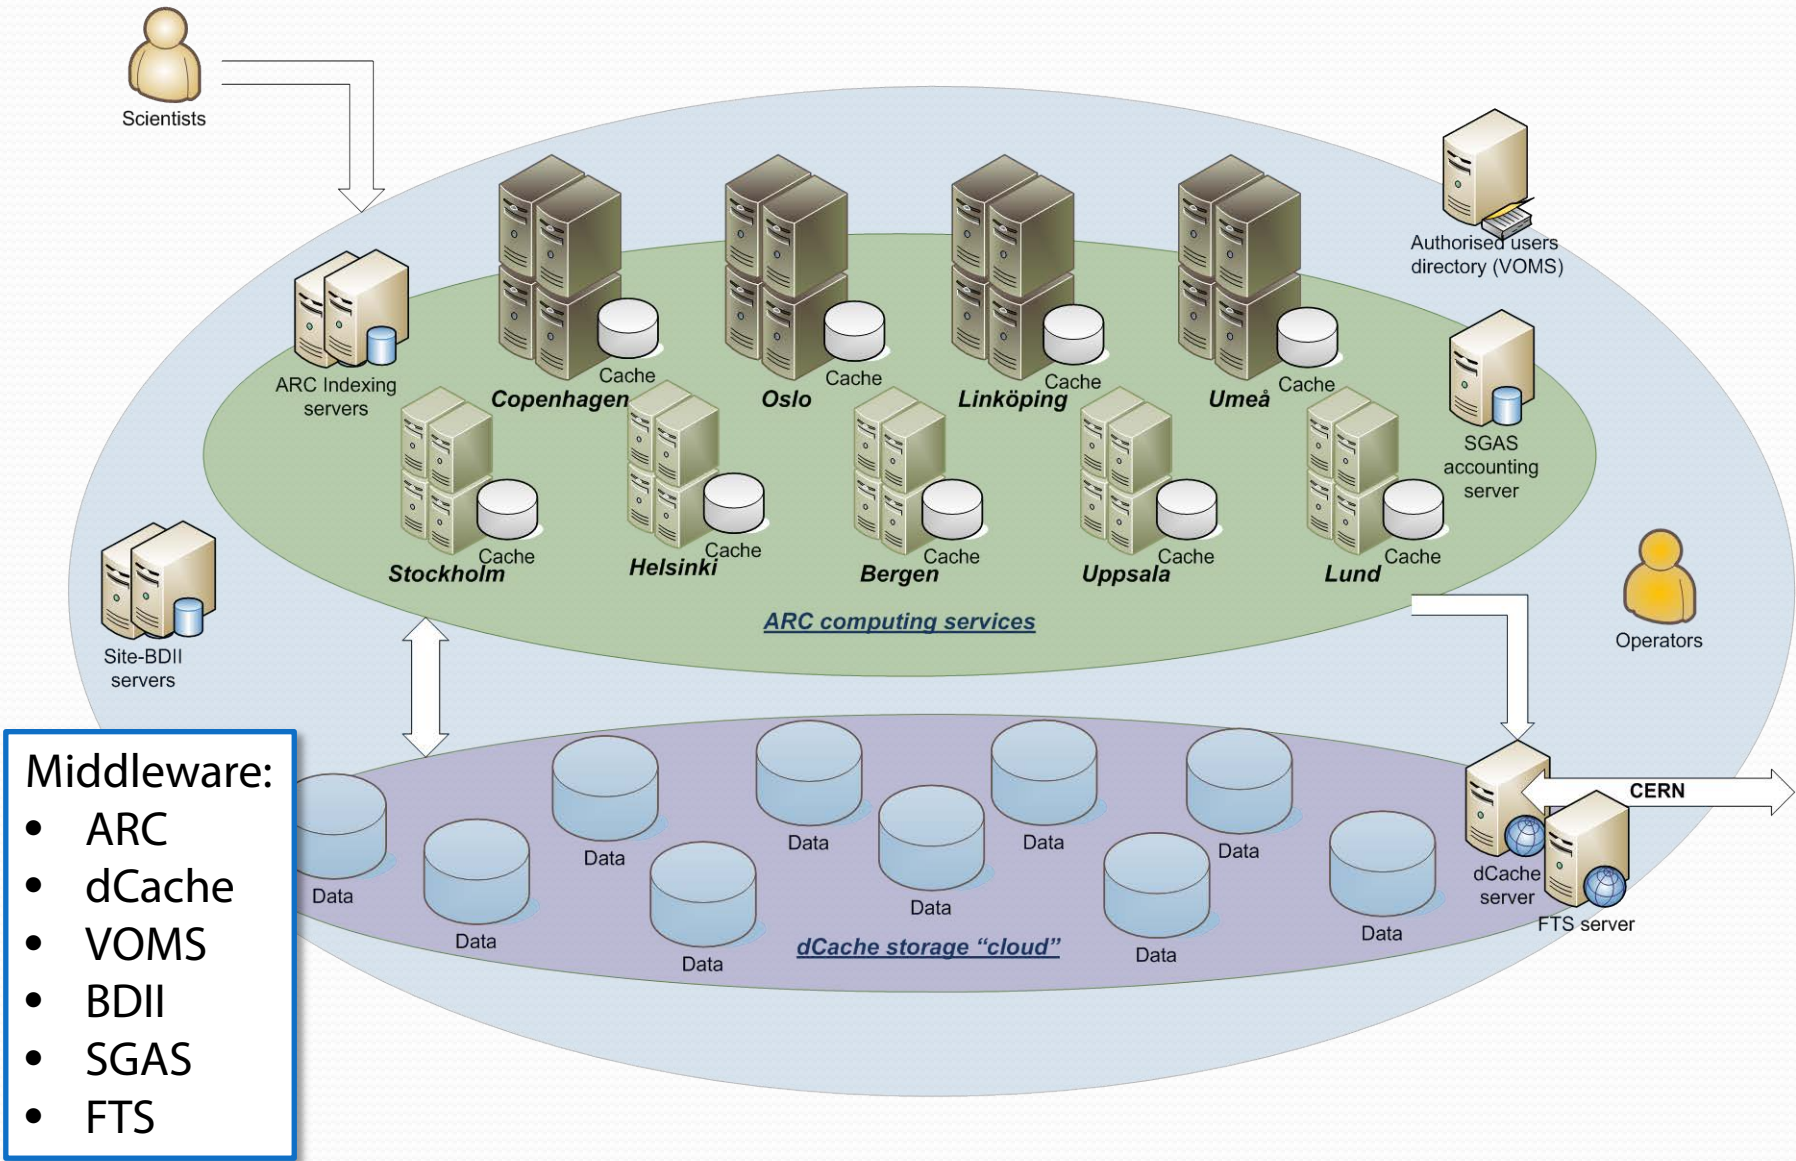 Scientists
Authorised users
directory (VOMS)
ARC Indexing
servers
Cache
Copenhagen
Cache
Oslo
Cache
Linköping
Cache
Umeå
SGAS
accounting
server
Cache
Stockholm
Cache
Helsinki
Cache
Bergen
Cache
Uppsala
Cache
Lund
ARC computing services
Site-BDII
servers
Operators
Middleware:
• ARC
• dCache
• VOMS
• BDII
• SGAS
• FTS
Data
Data
Data
Data
Data
Data
Data
Data
Data
Data
dCache storage “cloud”
CERN
dCache
server
FTS server